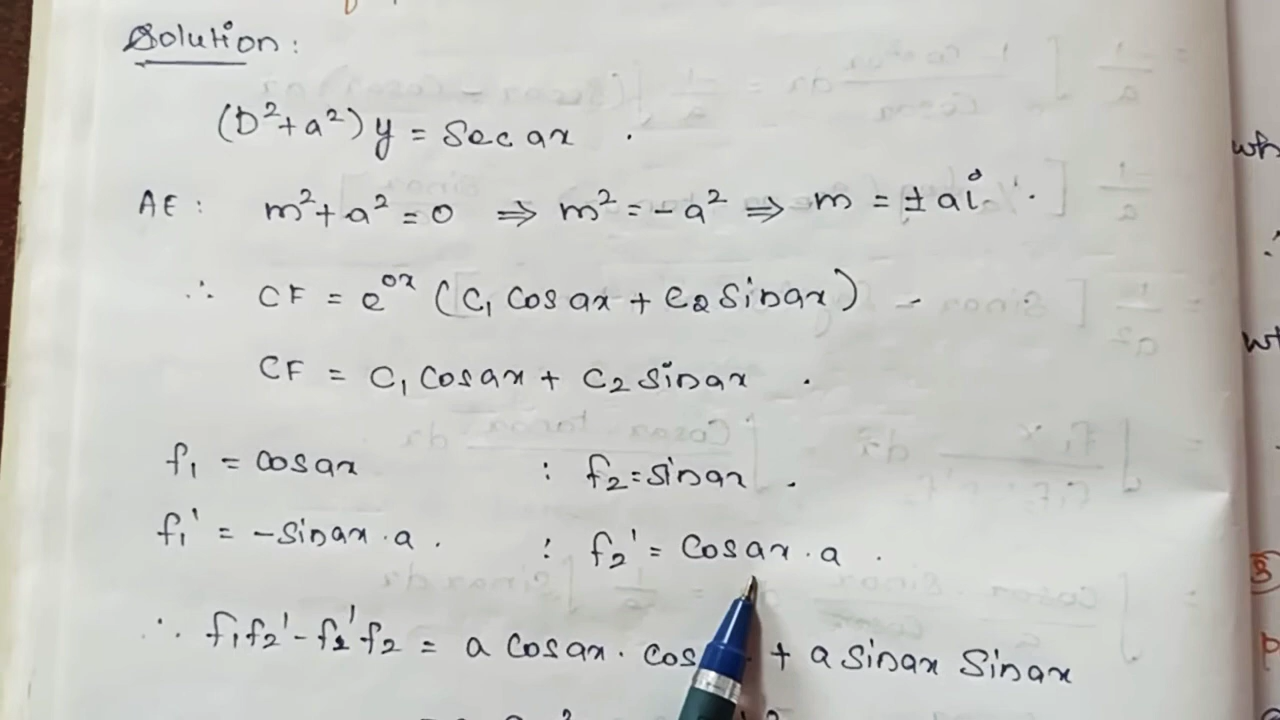 Solution:
(D²+a²) y = Sec ax .
AE : m²+a²=0 ⇒ m²=-a² ⇒ m = ±ai .
∴ CF = e^{0x} (C₁ Cos ax + C₂ Sin ax)
CF = C₁ Cos ax + C₂ Sin ax .
f₁ = Cos ax : f₂ = Sin ax .
f₁' = -Sin ax . a . : f₂' = Cos ax . a .
∴ f₁f₂' - f₁'f₂ = a Cos ax . Cos + a Sin ax Sin ax